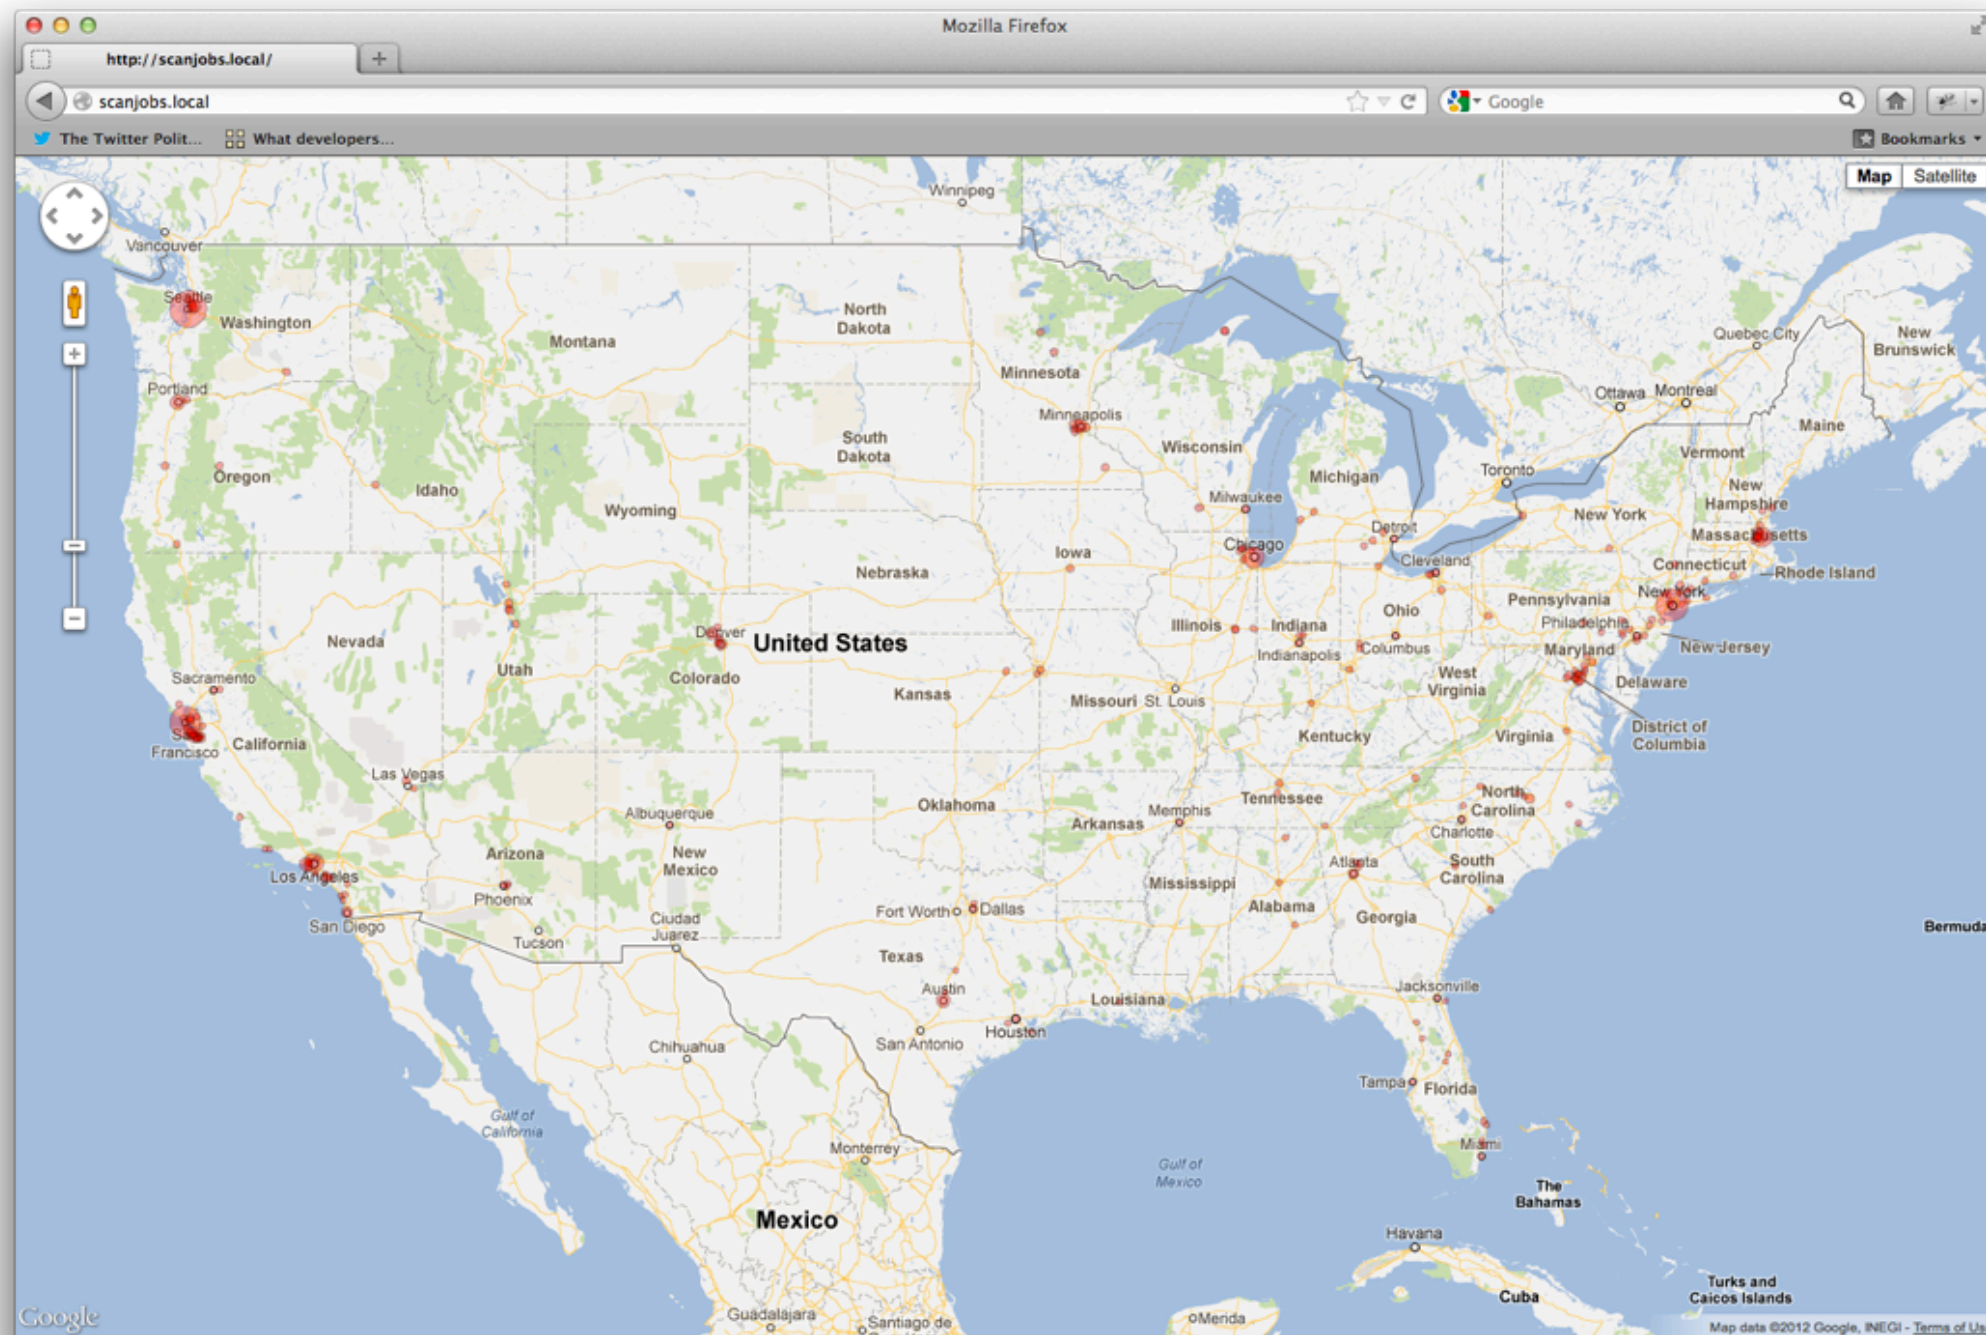 Mozilla Firefox
http://scanjobs.local/
scanjobs.local
Google
The Twitter Polit...
What developers...
Bookmarks
Map
Satellite
Winnipeg
Vancouver
Seattle
Washington
Montana
North
Dakota
Quebec City
New
Brunswick
Minnesota
Portland
Ottawa
Montreal
Minneapolis
Maine
South
Dakota
Wisconsin
Vermont
Oregon
Idaho
Michigan
Toronto
New
Hampshire
Milwaukee
Wyoming
New York
Detroit
Massachusetts
Chicago
Iowa
Cleveland
Connecticut
Rhode Island
Nebraska
New York
Pennsylvania
Ohio
Philadelphia
Illinois
Indiana
Denver
United States
Nevada
Indianapolis
Columbus
Maryland
New Jersey
Utah
Colorado
Sacramento
Kansas
Missouri
St. Louis
West
Virginia
Delaware
San
Francisco
California
Kentucky
Virginia
District of
Columbia
Las Vegas
Albuquerque
Oklahoma
Arkansas
Memphis
Tennessee
North
Carolina
Charlotte
Arizona
New
Mexico
Los Angeles
Atlanta
South
Carolina
Phoenix
Mississippi
Alabama
Georgia
Fort Worth
Dallas
San Diego
Ciudad
Juarez
Tucson
Bermuda
Texas
Austin
Louisiana
Jacksonville
Houston
San Antonio
Chihuahua
Tampa
Florida
Gulf of
California
Monterrey
Miami
Gulf of
Mexico
The
Bahamas
Mexico
Havana
Turks and
Caicos Islands
Cuba
Google
Guadalajara
Santiago de
Merida
Map data ©2012 Google, INEGI - Terms of Us